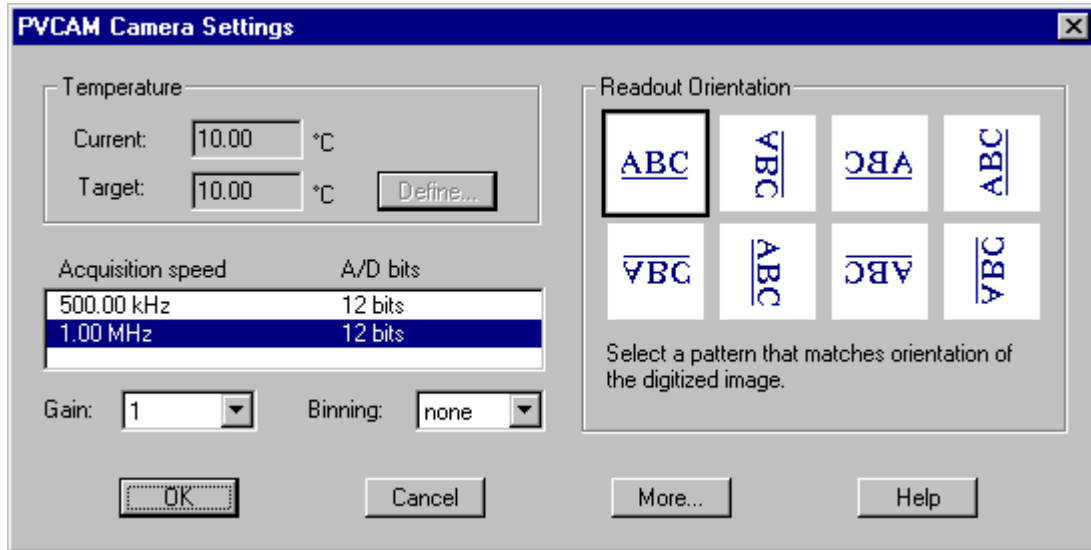 PVCAM Camera Settings
Temperature
Current: 10.00 °C
Target: 10.00 °C Define...
Acquisition speed A/D bits
500.00 kHz 12 bits
1.00 MHz 12 bits
Gain: 1 Binning: none
Readout Orientation
ABC ABC ABC ABC
ABC ABC ABC ABC
Select a pattern that matches orientation of
the digitized image.
OK Cancel More... Help